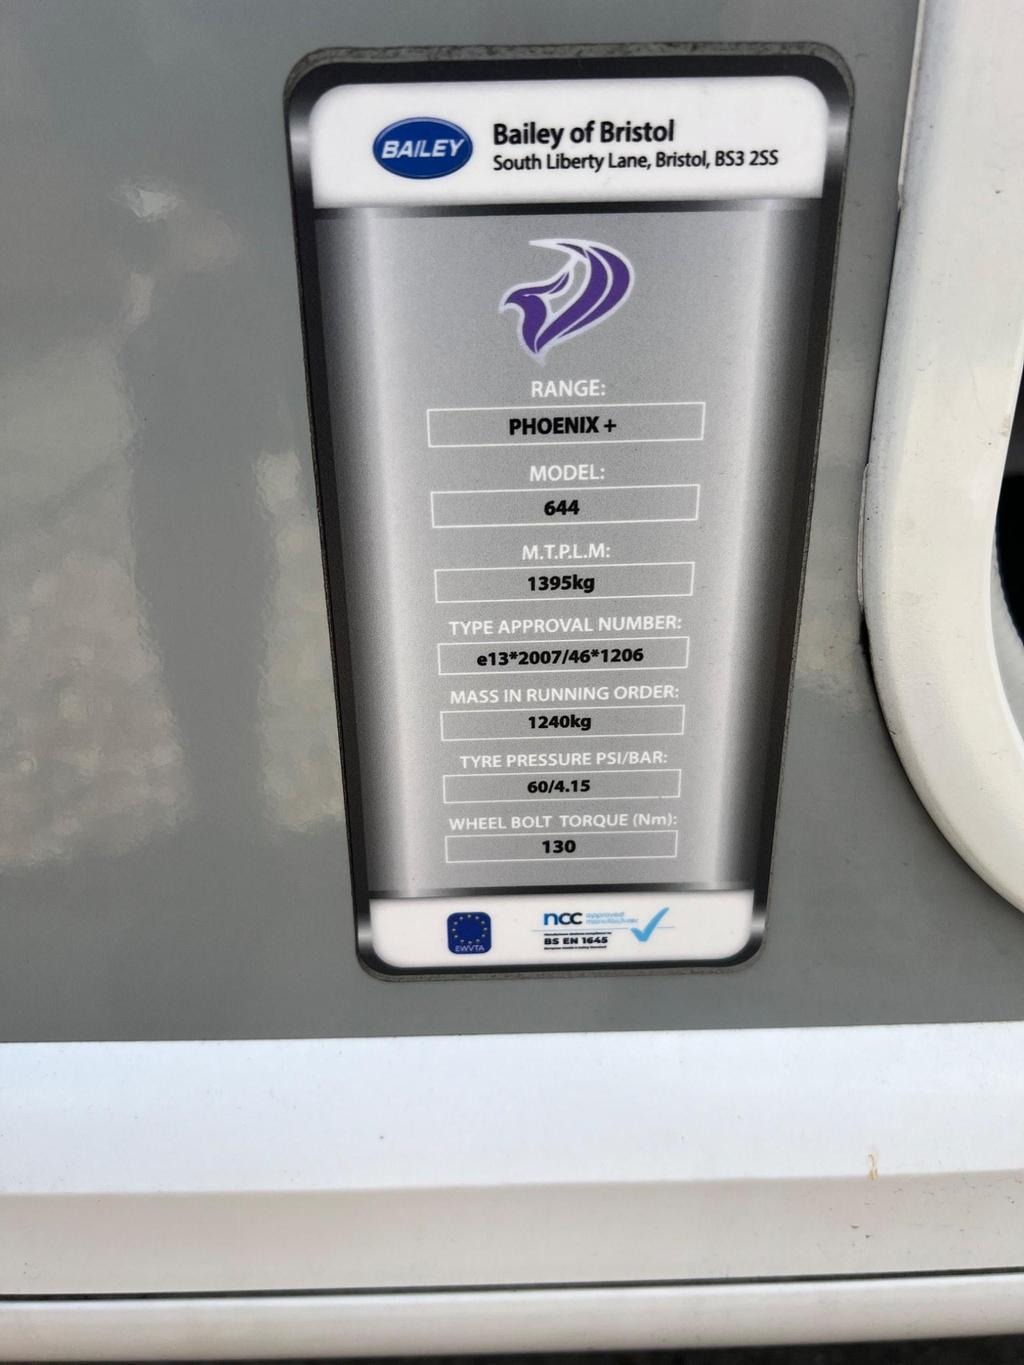 BAILEY
Bailey of Bristol
South Liberty Lane, Bristol, BS3 2SS
RANGE:
PHOENIX +
MODEL:
644
M.T.P.L.M:
1395kg
TYPE APPROVAL NUMBER:
e13*2007/46*1206
MASS IN RUNNING ORDER:
1240kg
TYRE PRESSURE PSI/BAR:
60/4.15
WHEEL BOLT TORQUE (Nm):
130
EWVTA
ncc approved
manufacturer
BS EN 1645